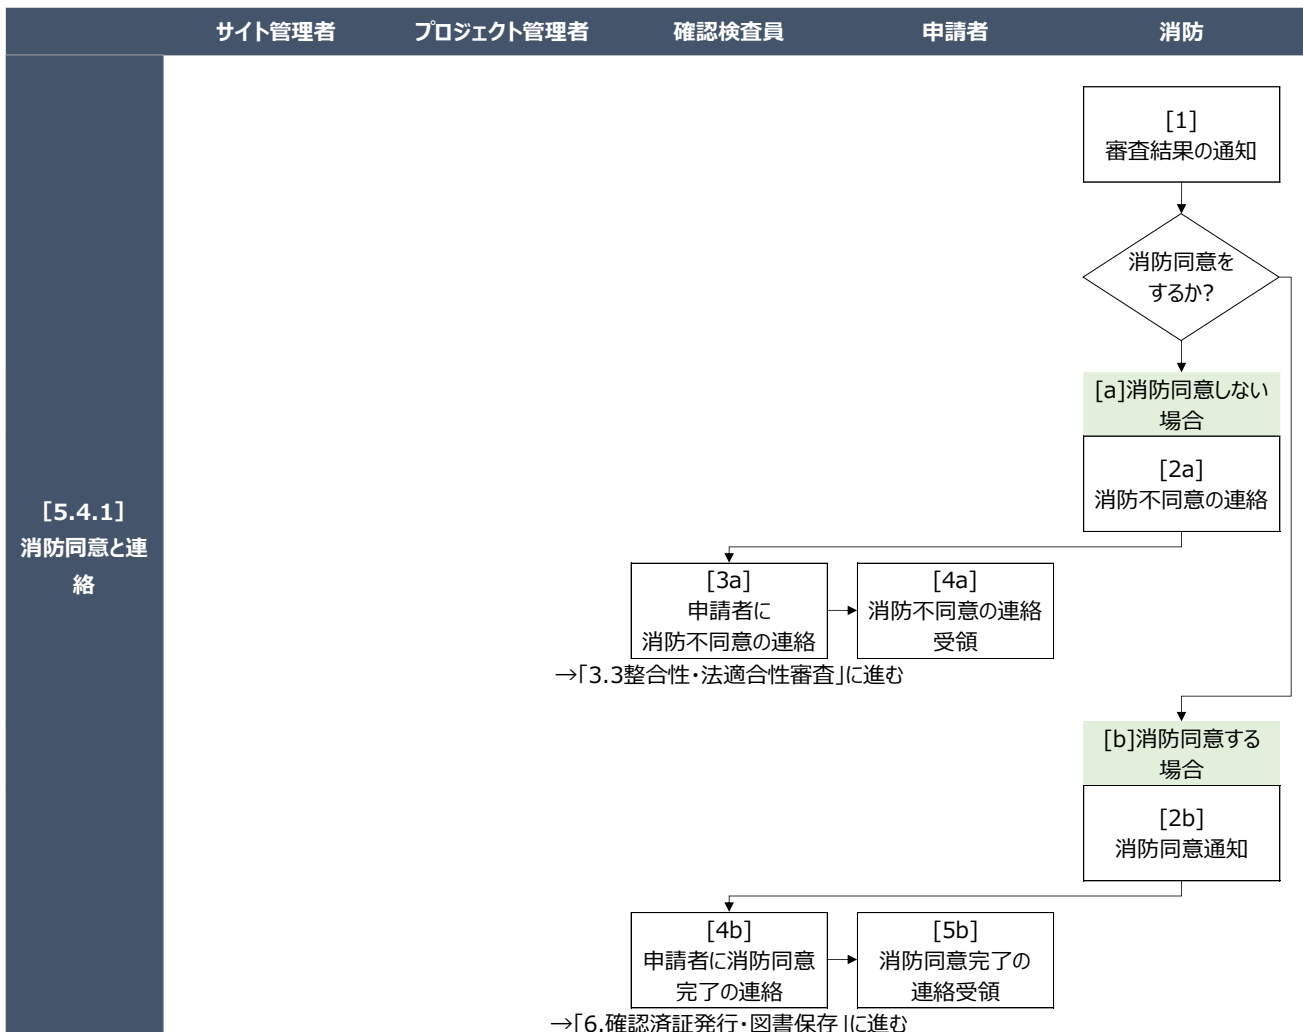 サイト管理者
プロジェクト管理者
確認検査員
申請者
消防
[5.4.1]
消防同意と連
絡
[1]
審査結果の通知
消防同意を
するか?
[a]消防同意しない
場合
[2a]
消防不同意の連絡
[3a]
申請者に
消防不同意の連絡
[4a]
消防不同意の連絡
受領
→「3.3整合性・法適合性審査」に進む
[b]消防同意する
場合
[2b]
消防同意通知
[4b]
申請者に消防同意
完了の連絡
[5b]
消防同意完了の
連絡受領
→「6.確認済証発行・図書保存」に進む